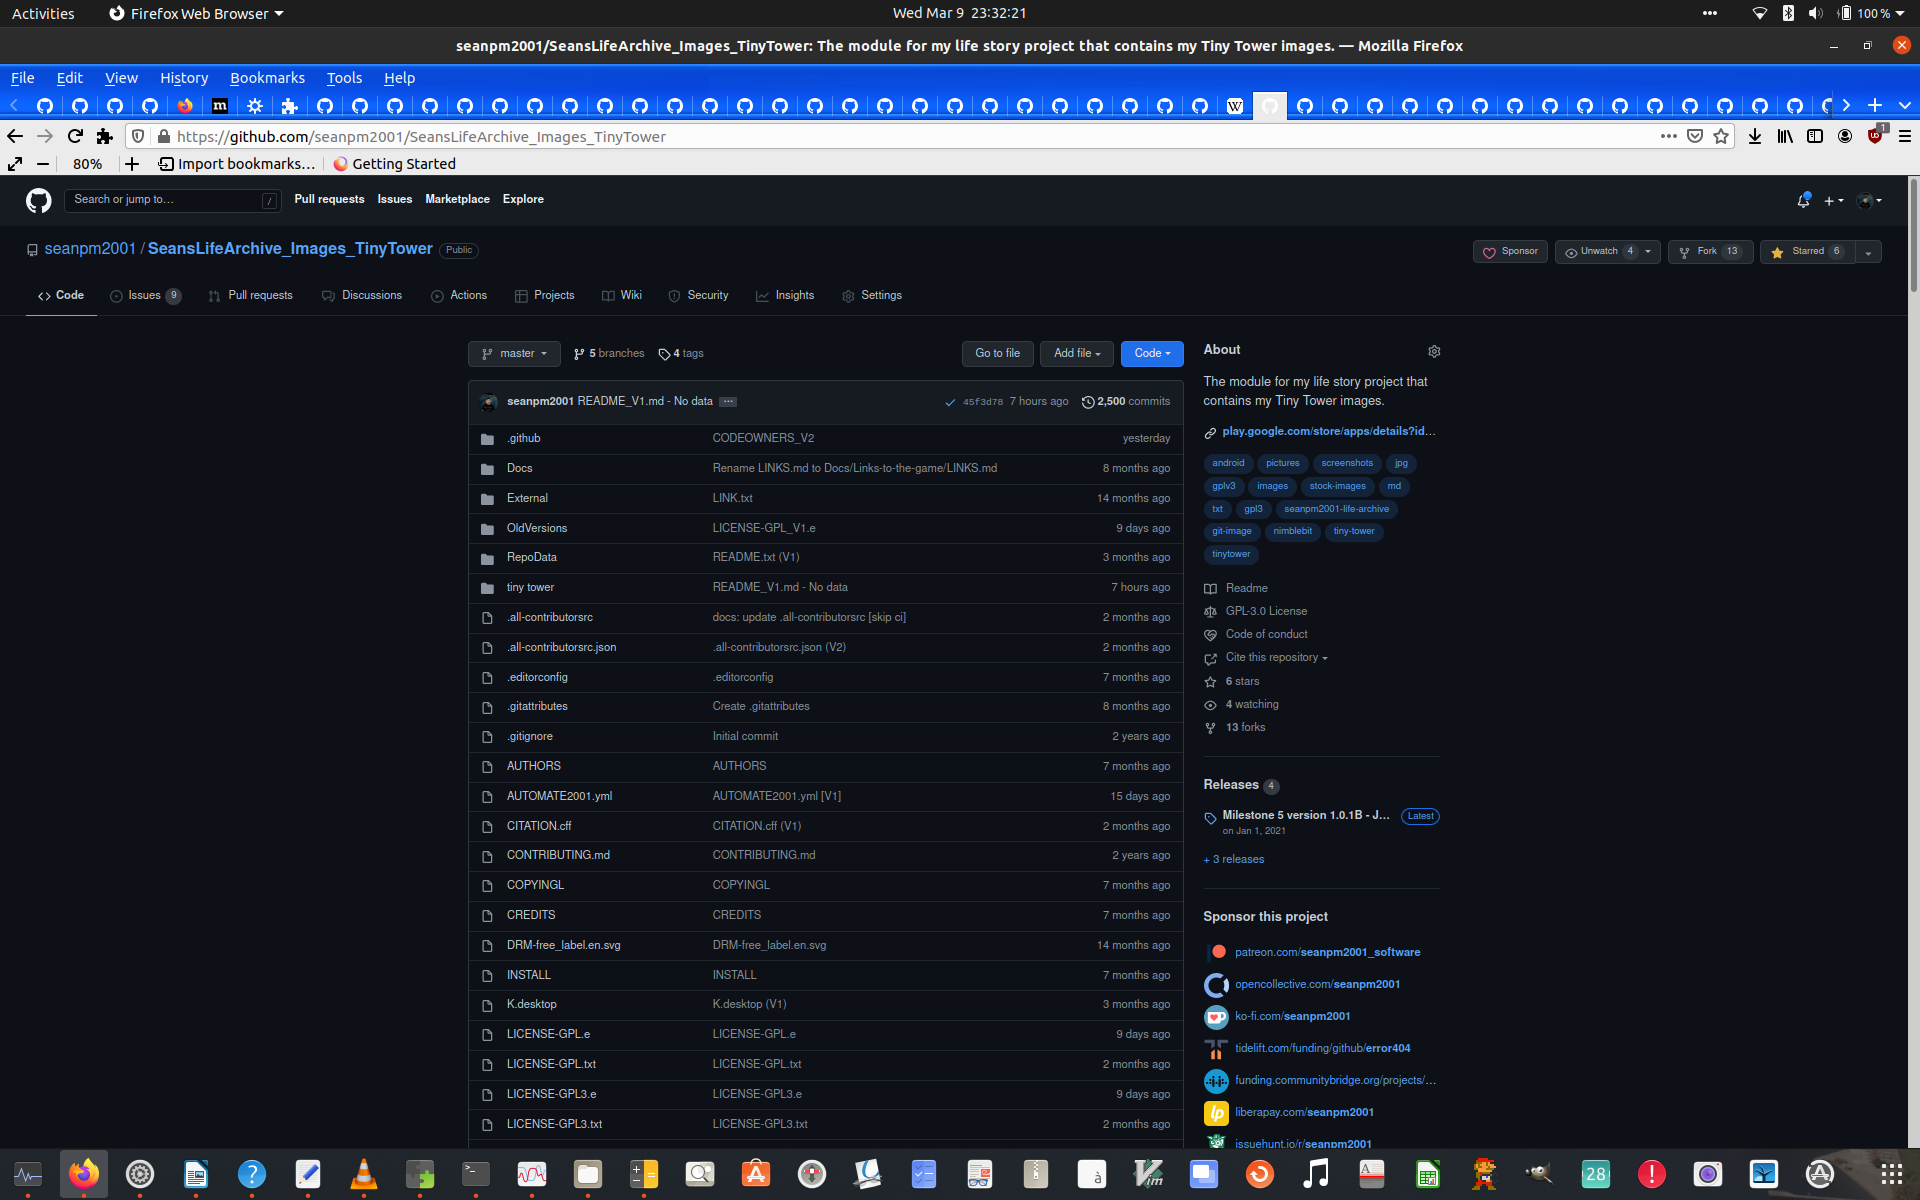 Activities Firefox Web Browser Wed Mar 9 23:32:21 100 %
seanpm2001/SeansLifeArchive_Images_TinyTower: The module for my life story project that contains my Tiny Tower images. — Mozilla Firefox
File Edit View History Bookmarks Tools Help
https://github.com/seanpm2001/SeansLifeArchive_Images_TinyTower 1
80% Import bookmarks... Getting Started
Search or jump to... / Pull requests Issues Marketplace Explore
seanpm2001 / SeansLifeArchive_Images_TinyTower Public Sponsor Unwatch 4 Fork 13 Starred 6
Code Issues 9 Pull requests Discussions Actions Projects Wiki Security Insights Settings
master 5 branches 4 tags Go to file Add file Code
seanpm2001 README_V1.md - No data ... 45f3d78 7 hours ago 2,500 commits
.github CODEOWNERS_V2 yesterday
Docs Rename LINKS.md to Docs/Links-to-the-game/LINKS.md 8 months ago
External LINK.txt 14 months ago
OldVersions LICENSE-GPL_V1.e 9 days ago
RepoData README.txt (V1) 3 months ago
tiny tower README_V1.md - No data 7 hours ago
.all-contributorsrc docs: update .all-contributorsrc [skip ci] 2 months ago
.all-contributorsrc.json .all-contributorsrc.json (V2) 2 months ago
.editorconfig .editorconfig 7 months ago
.gitattributes Create .gitattributes 8 months ago
.gitignore Initial commit 2 years ago
AUTHORS AUTHORS 7 months ago
AUTOMATE2001.yml AUTOMATE2001.yml [V1] 15 days ago
CITATION.cff CITATION.cff (V1) 2 months ago
CONTRIBUTING.md CONTRIBUTING.md 2 years ago
COPYINGL COPYINGL 7 months ago
CREDITS CREDITS 7 months ago
DRM-free_label.en.svg DRM-free_label.en.svg 14 months ago
INSTALL INSTALL 7 months ago
K.desktop K.desktop (V1) 3 months ago
LICENSE-GPL.e LICENSE-GPL.e 9 days ago
LICENSE-GPL.txt LICENSE-GPL.txt 2 months ago
LICENSE-GPL3.e LICENSE-GPL3.e 9 days ago
LICENSE-GPL3.txt LICENSE-GPL3.txt 2 months ago
About
The module for my life story project that
contains my Tiny Tower images.
play.google.com/store/apps/details?id...
android pictures screenshots jpg
gplv3 images stock-images md
txt gpl3 seanpm2001-life-archive
git-image nimblebit tiny-tower
tinytower
Readme
GPL-3.0 License
Code of conduct
Cite this repository
6 stars
4 watching
13 forks
Releases 4
Milestone 5 version 1.0.1B - J... Latest
on Jan 1, 2021
+ 3 releases
Sponsor this project
patreon.com/seanpm2001_software
opencollective.com/seanpm2001
ko-fi.com/seanpm2001
tidelift.com/funding/github/error404
funding.communitybridge.org/projects/...
liberapay.com/seanpm2001
issuehunt.io/r/seanpm2001
28